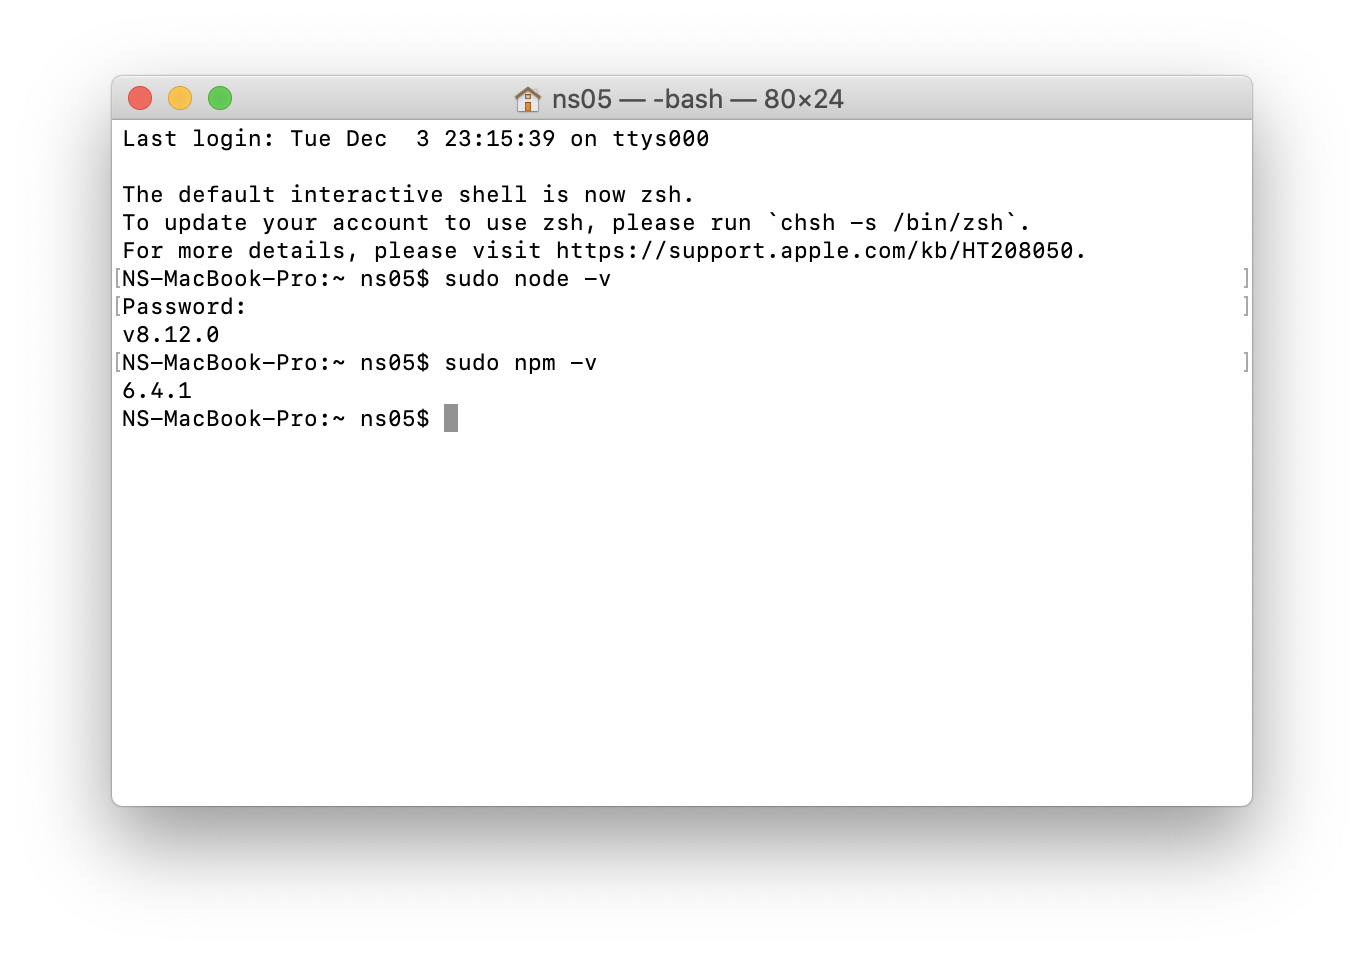 ns05 — -bash — 80×24
Last login: Tue Dec  3 23:15:39 on ttys000
The default interactive shell is now zsh.
To update your account to use zsh, please run `chsh -s /bin/zsh`.
For more details, please visit https://support.apple.com/kb/HT208050.
[NS-MacBook-Pro:~ ns05$ sudo node -v ]
[Password: ]
v8.12.0
[NS-MacBook-Pro:~ ns05$ sudo npm -v ]
6.4.1
NS-MacBook-Pro:~ ns05$